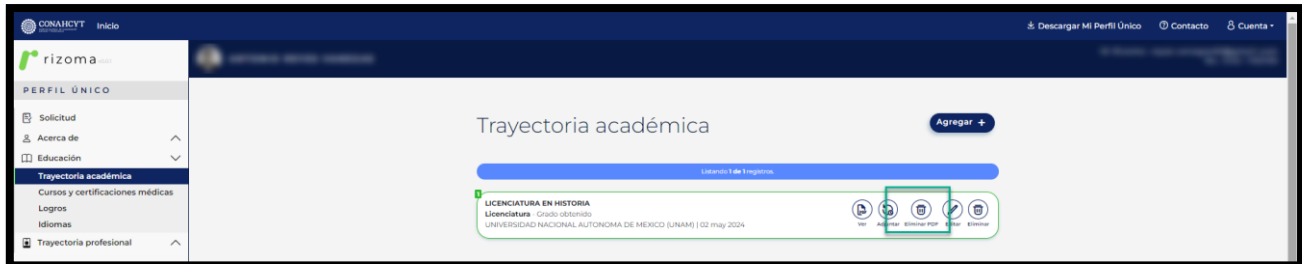 CONAHCYT Inicio Descargar Mi Perfil Único Contacto Cuenta
rizoma
PERFIL ÚNICO
Solicitud
Acerca de
Educación
Trayectoria académica
Cursos y certificaciones médicas
Logros
Idiomas
Trayectoria profesional
Trayectoria académica
Agregar +
Listando 1 de 1 registros.
1
LICENCIATURA EN HISTORIA
Licenciatura - Grado obtenido
UNIVERSIDAD NACIONAL AUTONOMA DE MEXICO (UNAM) | 02 may 2024
Ver Adjuntar Eliminar PDF Editar Eliminar